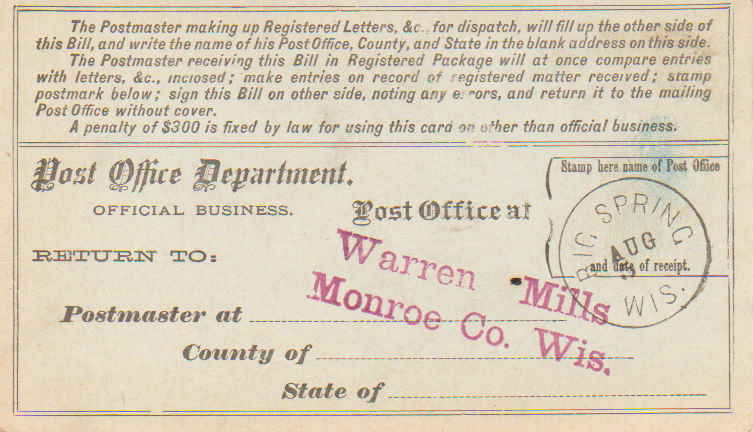 The Postmaster making up Registered Letters, &c. for dispatch, will fill up the other side of
this Bill, and write the name of his Post Office, County, and State in the blank address on this side.
The Postmaster receiving this Bill in Registered Package will at once compare entries
with letters, &c., inclosed; make entries on record of registered matter received; stamp
postmark below; sign this Bill on other side, noting any errors, and return it to the mailing
Post Office without cover.
A penalty of $300 is fixed by law for using this card on other than official business.
Post Office Department.
OFFICIAL BUSINESS.
Post Office at
Stamp here name of Post Office
and date of receipt.
BIG SPRING
AUG
WIS.
RETURN TO:
Warren Mills
Monroe Co. Wis.
Postmaster at
County of
State of